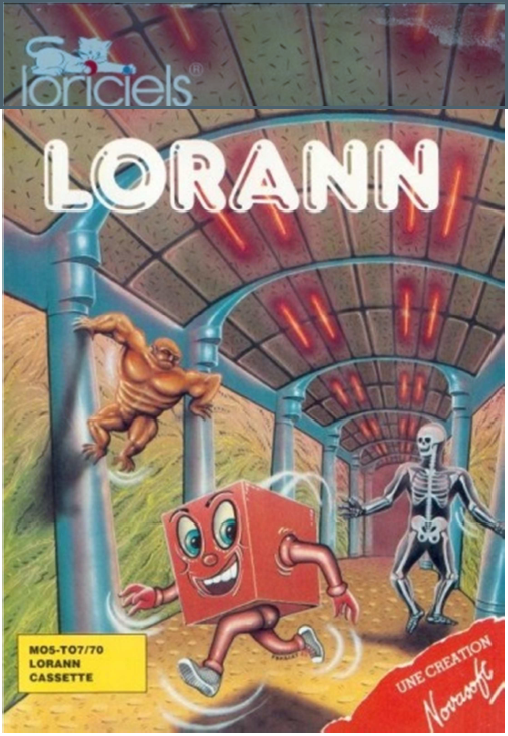 loriciels®
LORANN
MO5-TO7/70
LORANN
CASSETTE
UNE CREATION
Novasoft